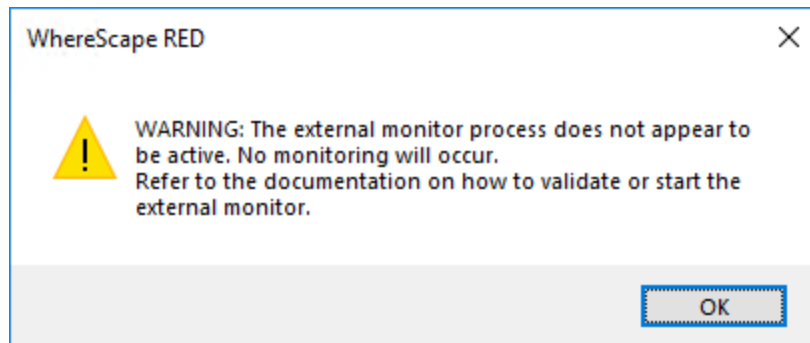 WhereScape RED
WARNING: The external monitor process does not appear to
be active. No monitoring will occur.
Refer to the documentation on how to validate or start the
external monitor.
OK